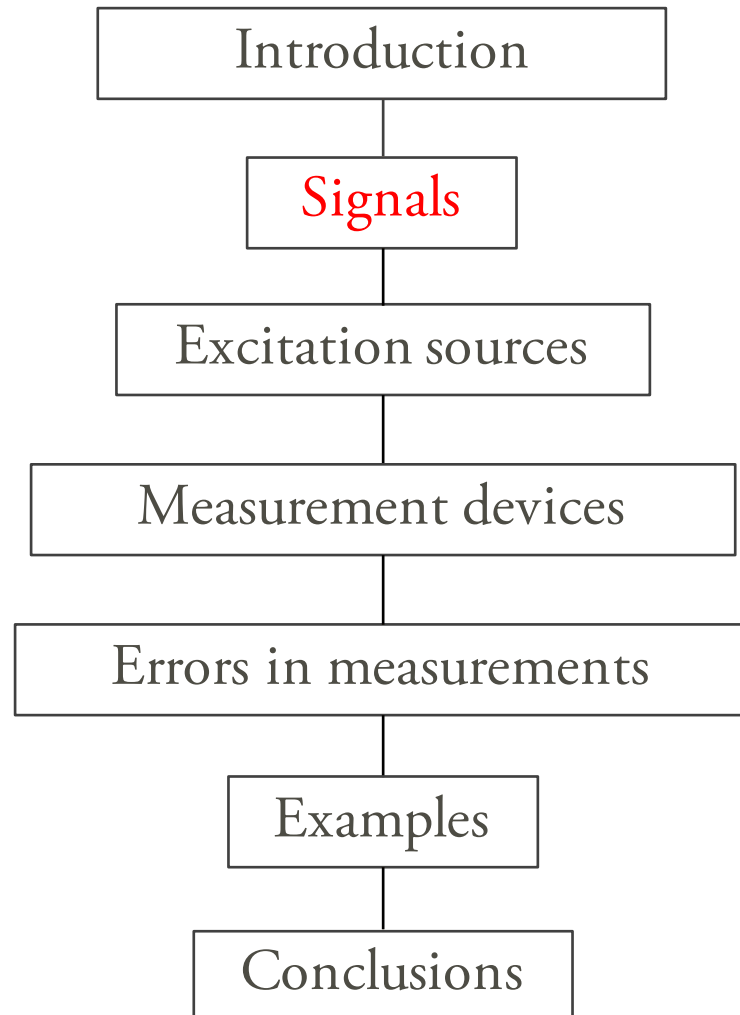 Introduction
Signals
Excitation sources
Measurement devices
Errors in measurements
Examples
Conclusions